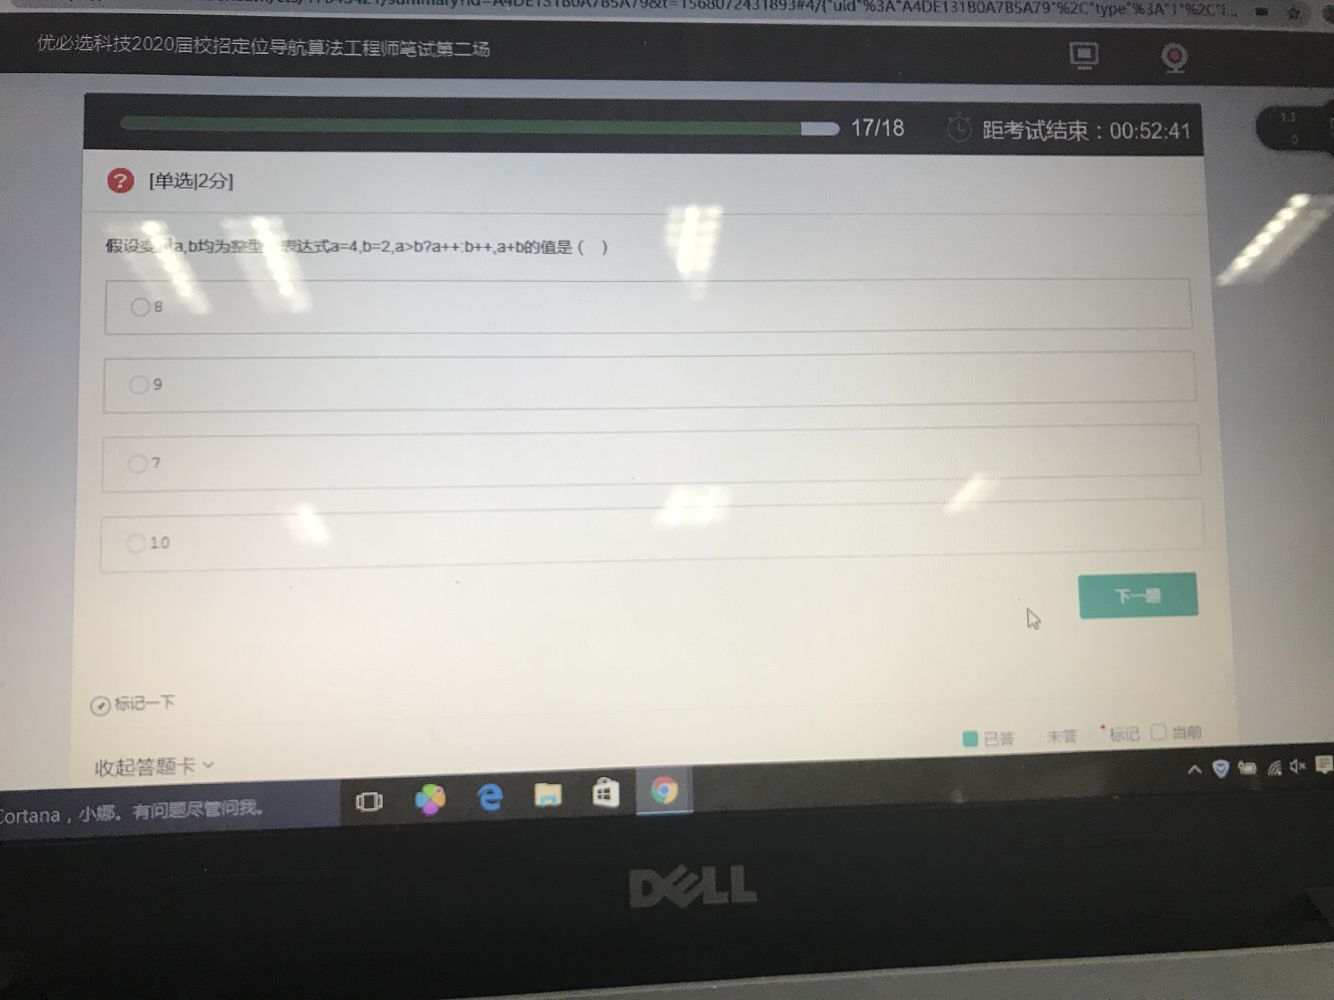 summary?id=A4DE131B0A7B5A79&t=1568072431893#4/{"uid"%3A"A4DE131B0A7B5A79"%2C"type"%3A"1"%2C"
优必选科技2020届校招定位导航算法工程师笔试第二场
17/18
距考试结束：00:52:41
[单选|2分]
假设 a,b均为整型 表达式a=4,b=2,a>b?a++:b++,a+b的值是 ( )
8
9
7
10
下一题
标记一下
已答 未答 标记 当前
收起答题卡
Cortana，小娜。有问题尽管问我。
DELL